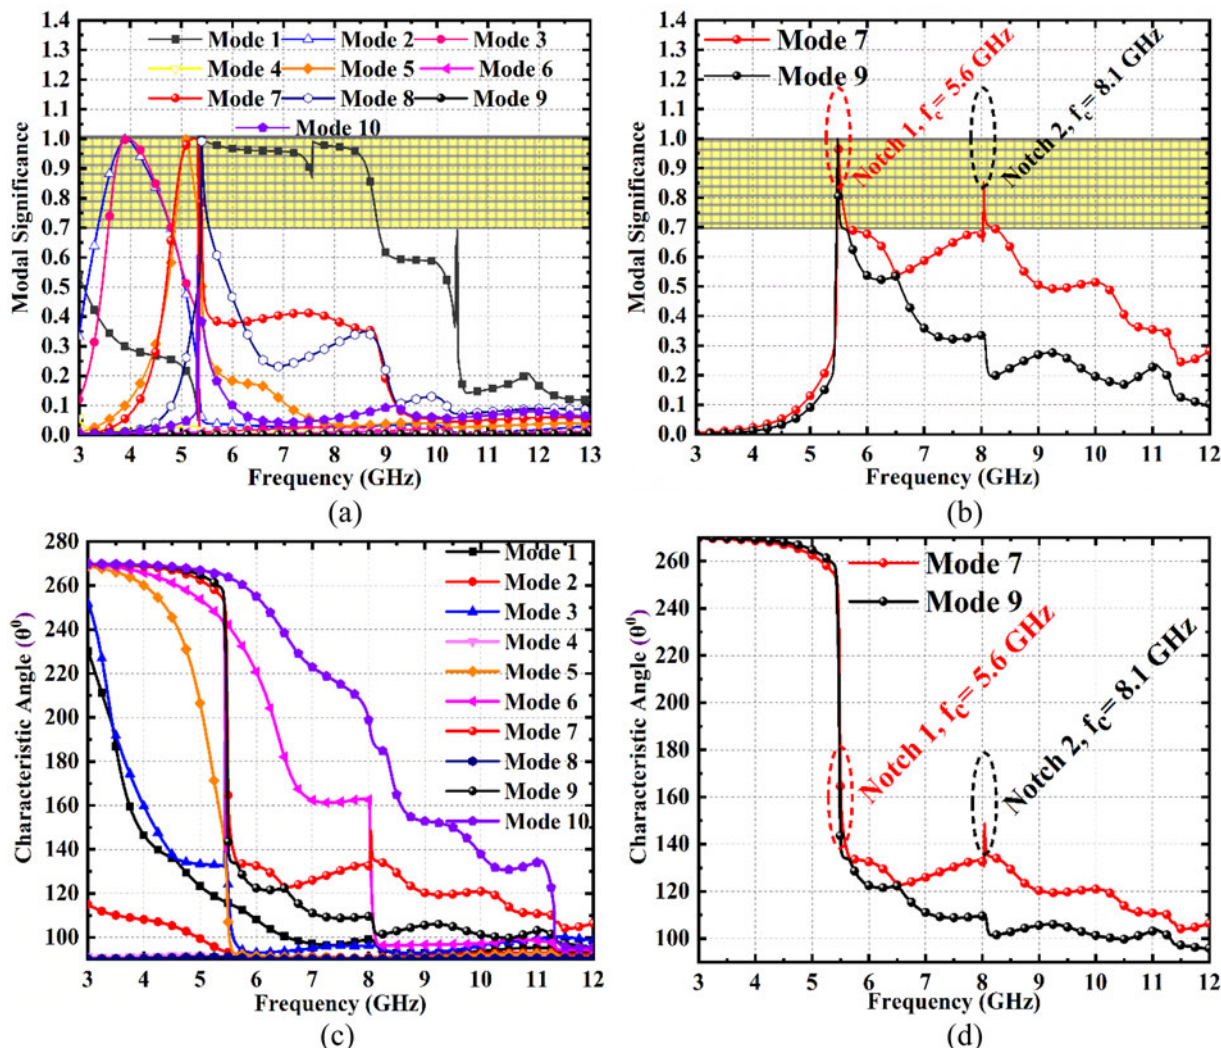 1.4
1.3
1.2
1.1
1.0
0.9
0.8
0.7
0.6
0.5
0.4
0.3
0.2
0.1
0.0
Modal Significance
Mode 1 Mode 2 Mode 3
Mode 4 Mode 5 Mode 6
Mode 7 Mode 8 Mode 9
Mode 10
3 4 5 6 7 8 9 10 11 12 13
Frequency (GHz)
(a)
1.4
1.3
1.2
1.1
1.0
0.9
0.8
0.7
0.6
0.5
0.4
0.3
0.2
0.1
0.0
Modal Significance
Mode 7
Mode 9
Notch 1, fc= 5.6 GHz
Notch 2, fc= 8.1 GHz
3 4 5 6 7 8 9 10 11 12
Frequency (GHz)
(b)
280
260
240
220
200
180
160
140
120
100
Characteristic Angle (θ⁰)
Mode 1
Mode 2
Mode 3
Mode 4
Mode 5
Mode 6
Mode 7
Mode 8
Mode 9
Mode 10
3 4 5 6 7 8 9 10 11 12
Frequency (GHz)
(c)
260
240
220
200
180
160
140
120
100
Characteristic Angle (θ⁰)
Mode 7
Mode 9
Notch 1, fc= 5.6 GHz
Notch 2, fc= 8.1 GHz
3 4 5 6 7 8 9 10 11 12
Frequency (GHz)
(d)